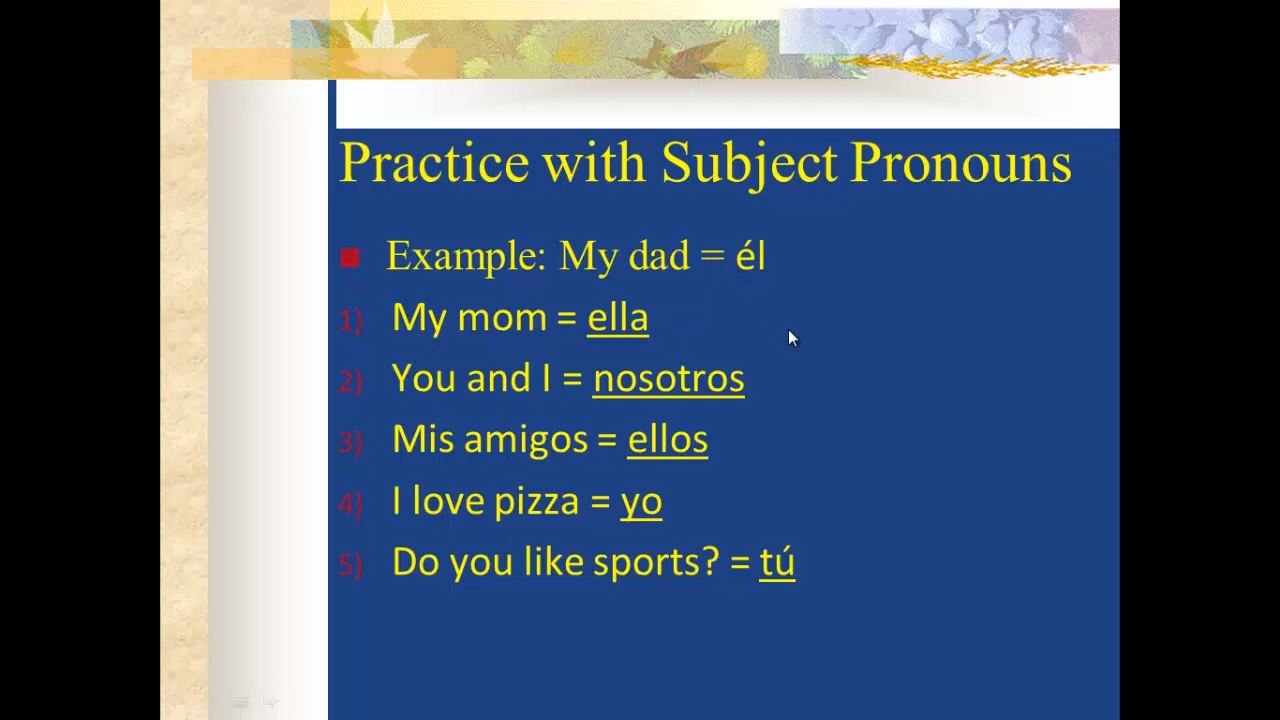 Practice with Subject Pronouns
Example: My dad = él
1) My mom = ella
2) You and I = nosotros
3) Mis amigos = ellos
4) I love pizza = yo
5) Do you like sports? = tú